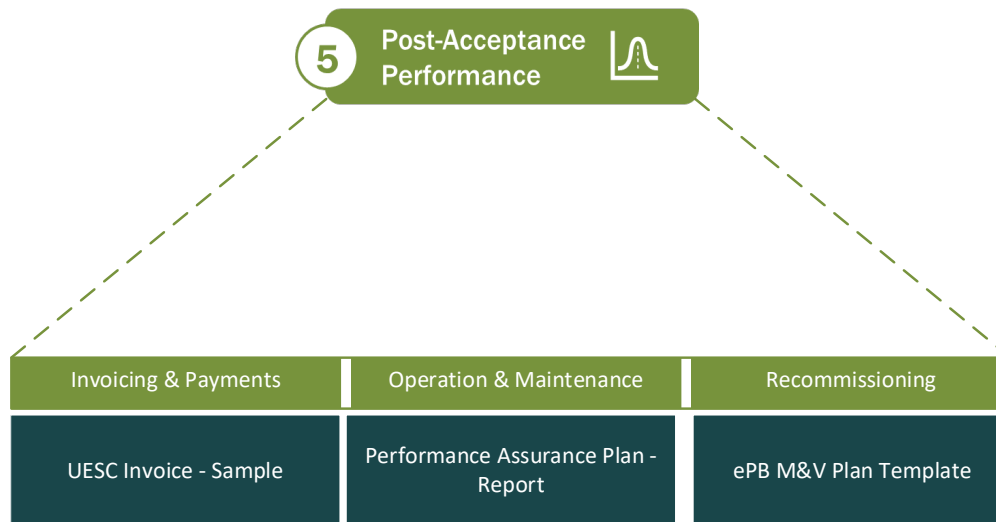 5
Post-Acceptance
Performance
Invoicing & Payments
Operation & Maintenance
Recommissioning
UESC Invoice - Sample
Performance Assurance Plan -
Report
ePB M&V Plan Template